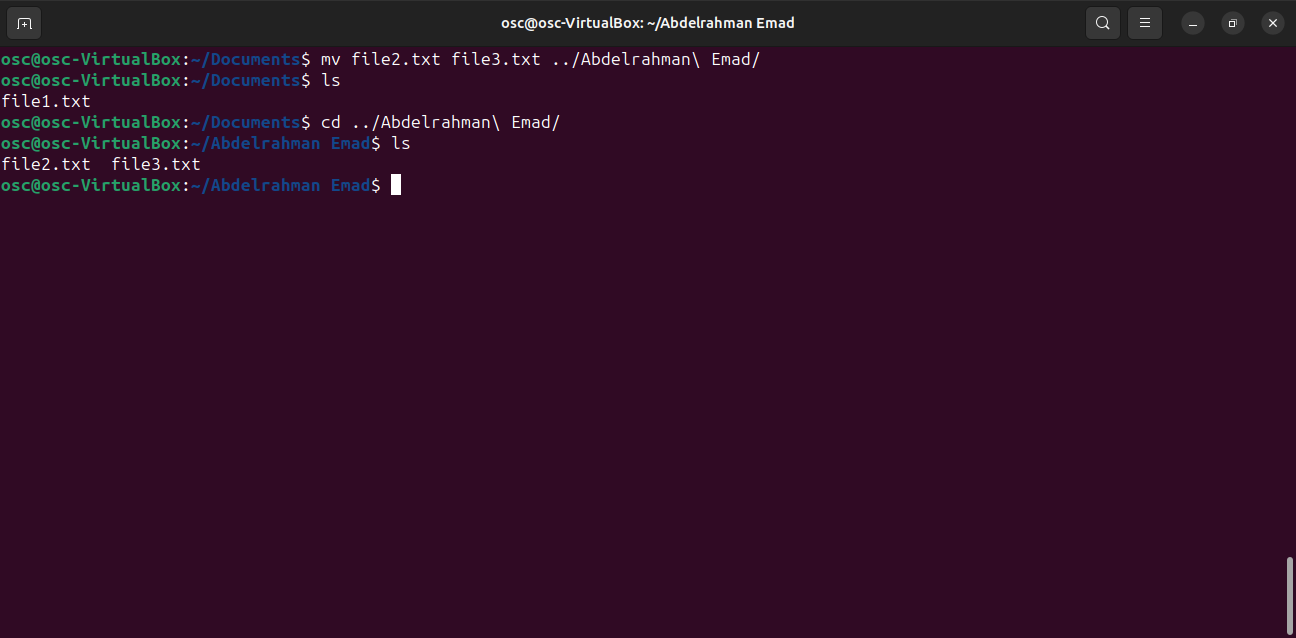 osc@osc-VirtualBox: ~/Abdelrahman Emad
osc@osc-VirtualBox:~/Documents$ mv file2.txt file3.txt ../Abdelrahman\ Emad/
osc@osc-VirtualBox:~/Documents$ ls
file1.txt
osc@osc-VirtualBox:~/Documents$ cd ../Abdelrahman\ Emad/
osc@osc-VirtualBox:~/Abdelrahman Emad$ ls
file2.txt  file3.txt
osc@osc-VirtualBox:~/Abdelrahman Emad$